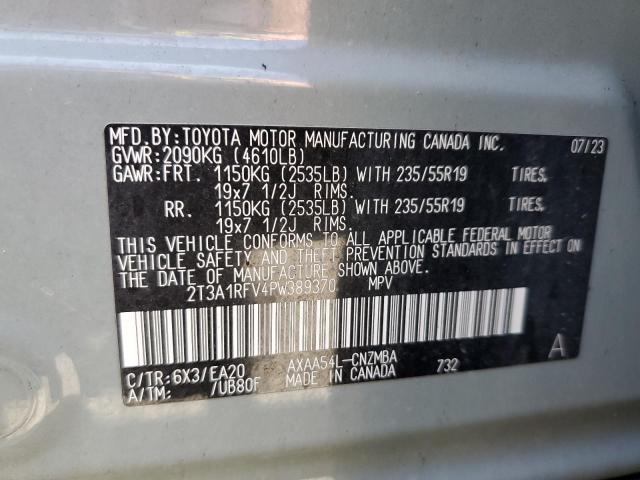 MFD.BY:TOYOTA MOTOR MANUFACTURING CANADA INC. 07/23
GVWR:2090KG (4610LB)
GAWR:FRT. 1150KG (2535LB) WITH 235/55R19 TIRES,
19x7 1/2J RIMS.
RR. 1150KG (2535LB) WITH 235/55R19 TIRES,
19x7 1/2J RIMS.
THIS VEHICLE CONFORMS TO ALL APPLICABLE FEDERAL MOTOR
VEHICLE SAFETY AND THEFT PREVENTION STANDARDS IN EFFECT ON
THE DATE OF MANUFACTURE SHOWN ABOVE.
2T3A1RFV4PW389370 MPV
C/TR:6X3/EA20 AXAA54L-CNZMBA 732 A
A/TM: /UB80F MADE IN CANADA